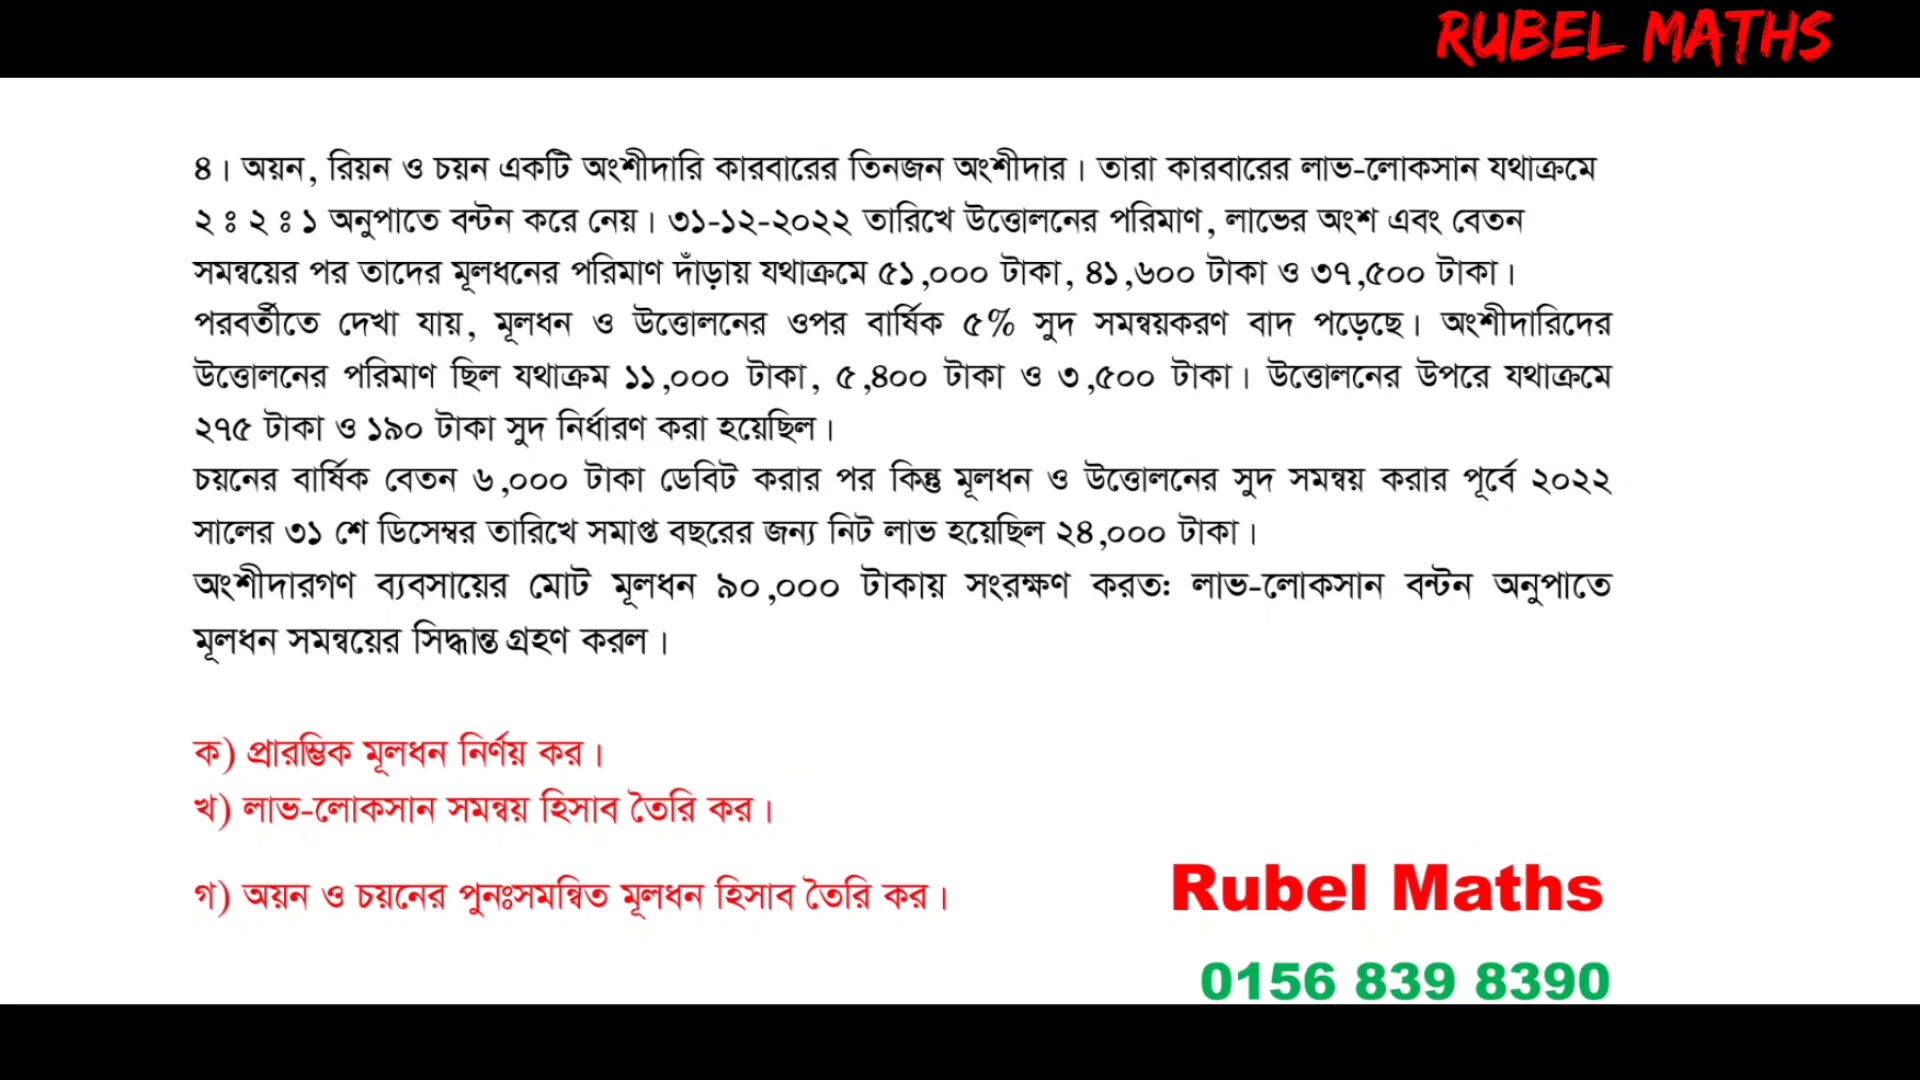 RUBEL MATHS
৪। অয়ন, রিয়ন ও চয়ন একটি অংশীদারি কারবারের তিনজন অংশীদার। তারা কারবারের লাভ-লোকসান যথাক্রমে
২ ঃ ২ ঃ ১ অনুপাতে বন্টন করে নেয়। ৩১-১২-২০২২ তারিখে উত্তোলনের পরিমাণ, লাভের অংশ এবং বেতন
সমন্বয়ের পর তাদের মূলধনের পরিমাণ দাঁড়ায় যথাক্রমে ৫১,০০০ টাকা, ৪১,৬০০ টাকা ও ৩৭,৫০০ টাকা।
পরবর্তীতে দেখা যায়, মূলধন ও উত্তোলনের ওপর বার্ষিক ৫% সুদ সমন্বয়করণ বাদ পড়েছে। অংশীদারিদের
উত্তোলনের পরিমাণ ছিল যথাক্রম ১১,০০০ টাকা, ৫,৪০০ টাকা ও ৩,৫০০ টাকা। উত্তোলনের উপরে যথাক্রমে
২৭৫ টাকা ও ১৯০ টাকা সুদ নির্ধারণ করা হয়েছিল।
চয়নের বার্ষিক বেতন ৬,০০০ টাকা ডেবিট করার পর কিন্তু মূলধন ও উত্তোলনের সুদ সমন্বয় করার পূর্বে ২০২২
সালের ৩১ শে ডিসেম্বর তারিখে সমাপ্ত বছরের জন্য নিট লাভ হয়েছিল ২৪,০০০ টাকা।
অংশীদারগণ ব্যবসায়ের মোট মূলধন ৯০,০০০ টাকায় সংরক্ষণ করতঃ লাভ-লোকসান বন্টন অনুপাতে
মূলধন সমন্বয়ের সিদ্ধান্ত গ্রহণ করল।
ক) প্রারম্ভিক মূলধন নির্ণয় কর।
খ) লাভ-লোকসান সমন্বয় হিসাব তৈরি কর।
গ) অয়ন ও চয়নের পুনঃসমন্বিত মূলধন হিসাব তৈরি কর।
Rubel Maths
0156 839 8390